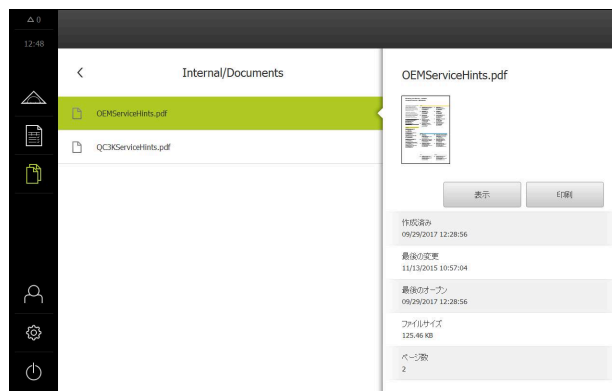 △ 0
12:48
Internal/Documents
OEMServiceHints.pdf
QC3KServiceHints.pdf
OEMServiceHints.pdf
表示
印刷
作成済み
09/29/2017 12:28:56
最後の変更
11/13/2015 10:57:04
最後のオープン
09/29/2017 12:28:56
ファイルサイズ
125.46 KB
ページ数
2